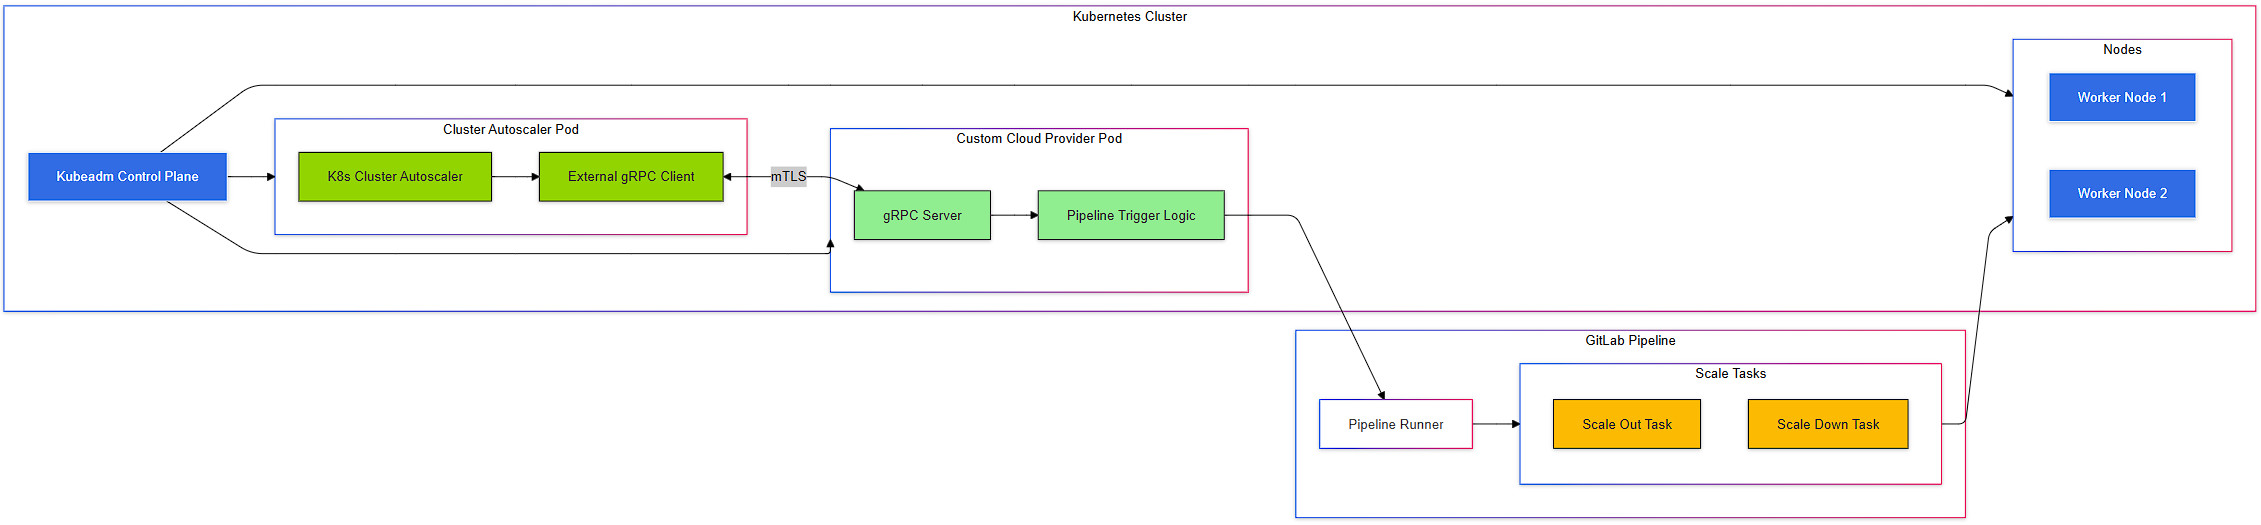 Kubernetes Cluster
Nodes
Worker Node 1
Worker Node 2
Cluster Autoscaler Pod
Kubeadm Control Plane
K8s Cluster Autoscaler
External gRPC Client
mTLS
Custom Cloud Provider Pod
gRPC Server
Pipeline Trigger Logic
GitLab Pipeline
Scale Tasks
Pipeline Runner
Scale Out Task
Scale Down Task